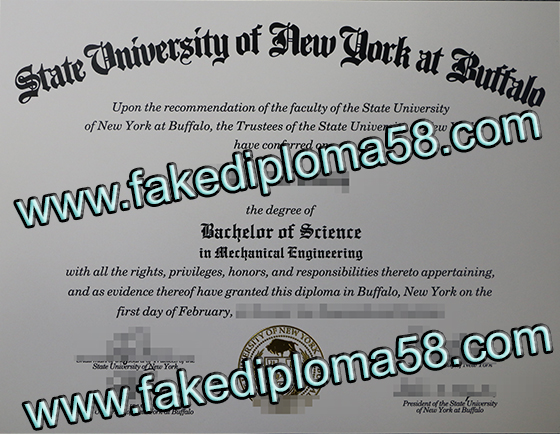 State University of New York at Buffalo
Upon the recommendation of the faculty of the State University
of New York at Buffalo, the Trustees of the State
have conferred on
www.fakediploma58.com
the degree of
Bachelor of Science
in Mechanical Engineering
with all the rights, privileges, honors, and responsibilities thereto appertaining,
and as evidence thereof have granted this diploma in Buffalo, New York on the
first day of February,
State University of New York
UNIVERSITY OF NEW YORK
www.fakediploma58.com
at Buffalo
President of the State University
of New York at Buffalo